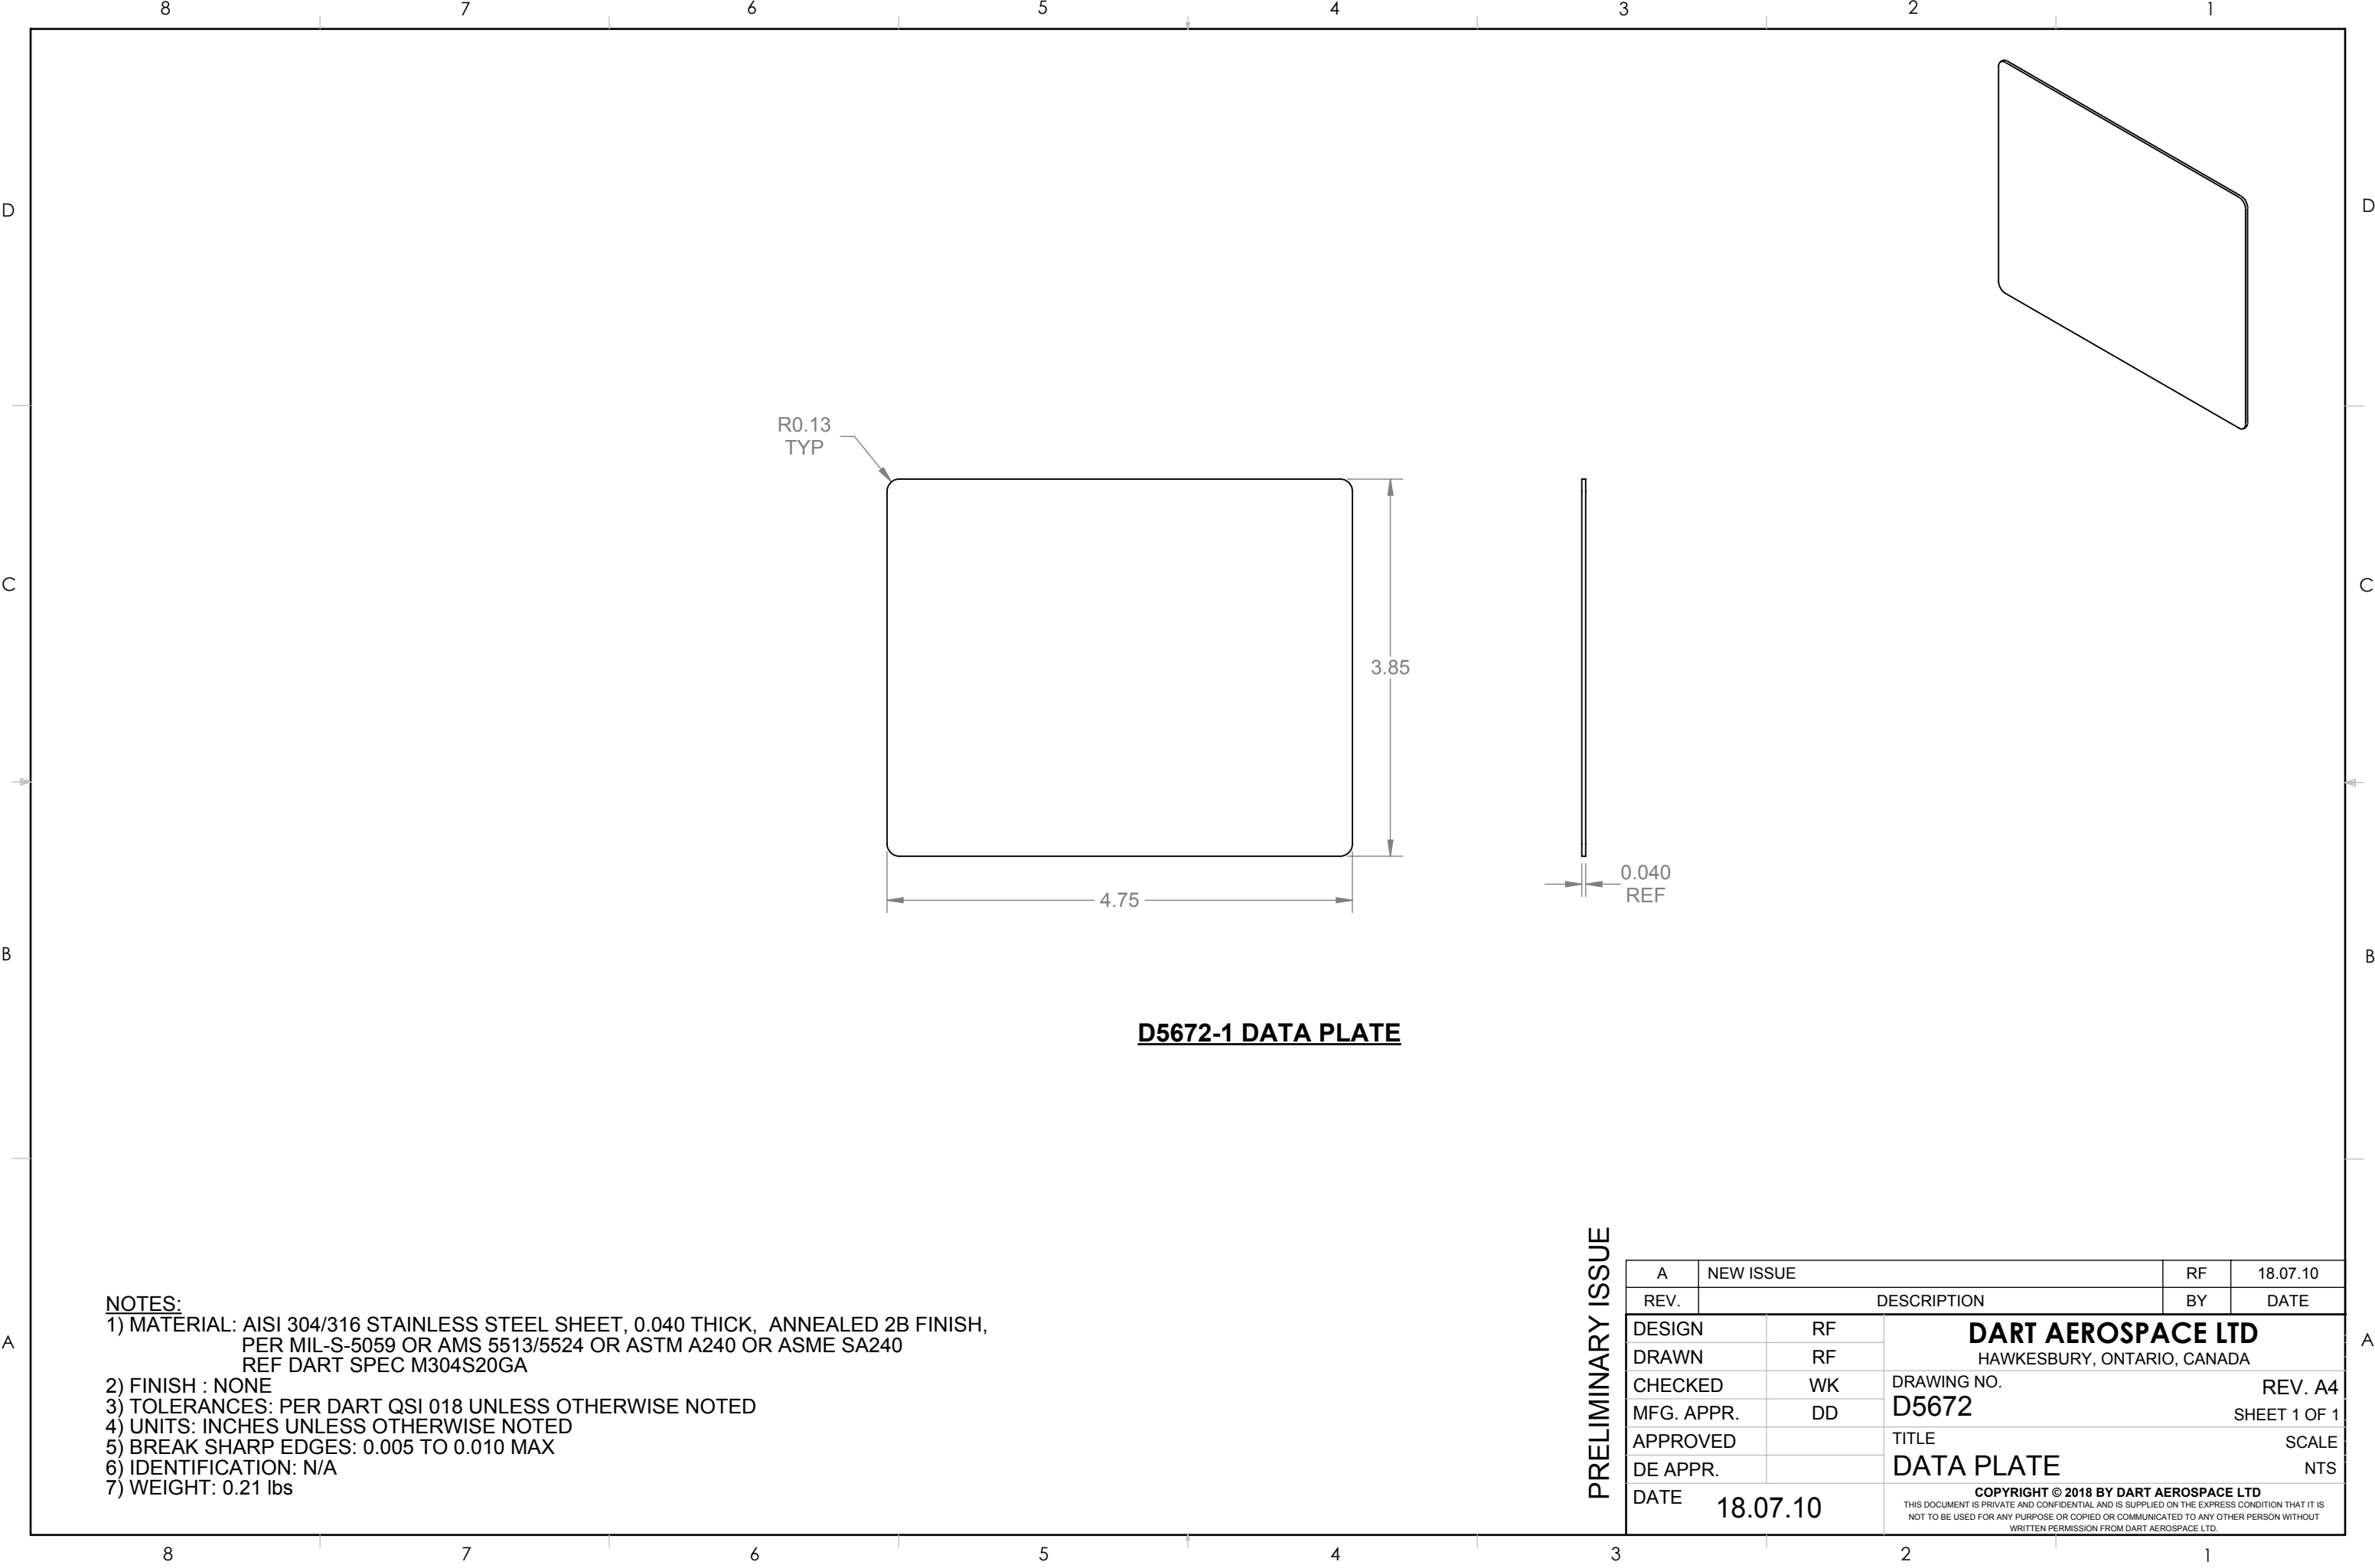 8 7 6 5 4 3 2 1
D D
R0.13
TYP
C C
3.85
0.040
REF
4.75
B B
D5672-1 DATA PLATE
PRELIMINARY ISSUE
A NEW ISSUE RF 18.07.10
REV. DESCRIPTION BY DATE
NOTES:
1) MATERIAL: AISI 304/316 STAINLESS STEEL SHEET, 0.040 THICK, ANNEALED 2B FINISH,
PER MIL-S-5059 OR AMS 5513/5524 OR ASTM A240 OR ASME SA240
REF DART SPEC M304S20GA
2) FINISH : NONE
3) TOLERANCES: PER DART QSI 018 UNLESS OTHERWISE NOTED
4) UNITS: INCHES UNLESS OTHERWISE NOTED
5) BREAK SHARP EDGES: 0.005 TO 0.010 MAX
6) IDENTIFICATION: N/A
7) WEIGHT: 0.21 lbs
A A
DESIGN RF
DRAWN RF
CHECKED WK
MFG. APPR. DD
APPROVED
DE APPR.
DATE 18.07.10
DART AEROSPACE LTD
HAWKESBURY, ONTARIO, CANADA
DRAWING NO. REV. A4
D5672 SHEET 1 OF 1
TITLE SCALE
DATA PLATE NTS
COPYRIGHT © 2018 BY DART AEROSPACE LTD
THIS DOCUMENT IS PRIVATE AND CONFIDENTIAL AND IS SUPPLIED ON THE EXPRESS CONDITION THAT IT IS
NOT TO BE USED FOR ANY PURPOSE OR COPIED OR COMMUNICATED TO ANY OTHER PERSON WITHOUT
WRITTEN PERMISSION FROM DART AEROSPACE LTD.
8 7 6 5 4 3 2 1